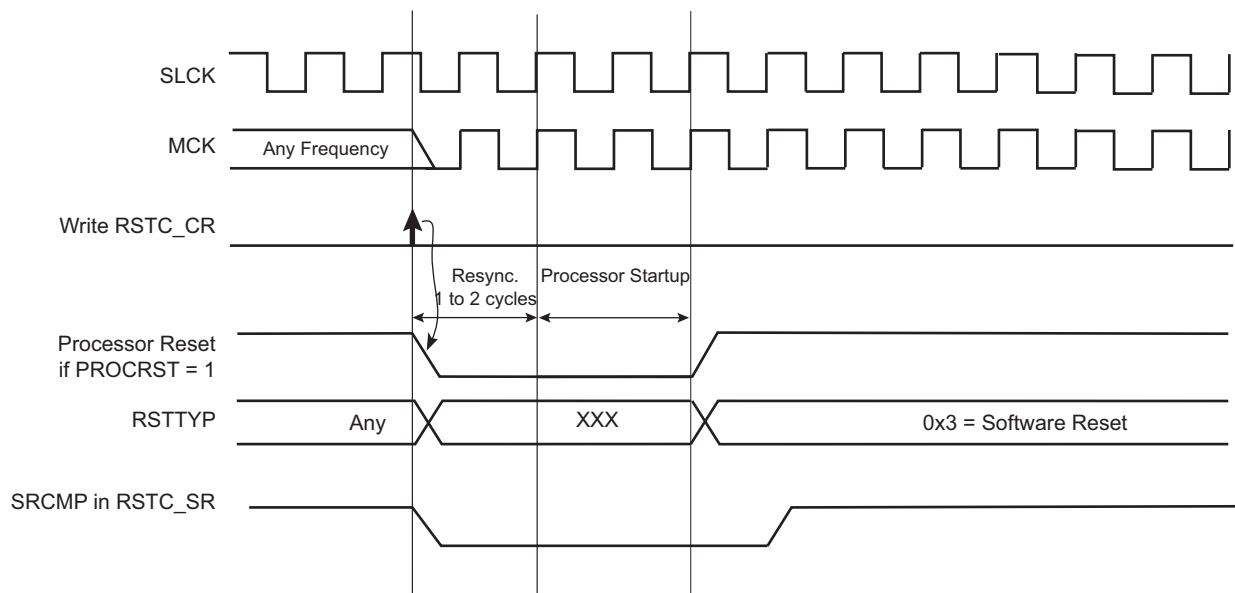 SLCK
MCK
Any Frequency
Write RSTC_CR
Resync.
1 to 2 cycles
Processor Startup
Processor Reset
if PROCRST = 1
RSTTYP
Any
XXX
0x3 = Software Reset
SRCMP in RSTC_SR